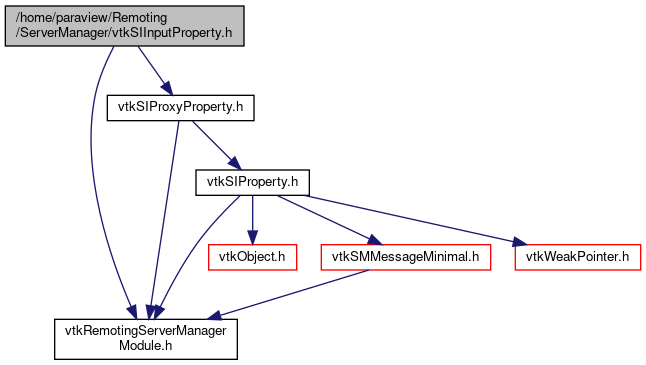 /home/paraview/Remoting
/ServerManager/vtkSIInputProperty.h
vtkSIProxyProperty.h
vtkSIProperty.h
vtkObject.h
vtkSMMessageMinimal.h
vtkWeakPointer.h
vtkRemotingServerManager
Module.h